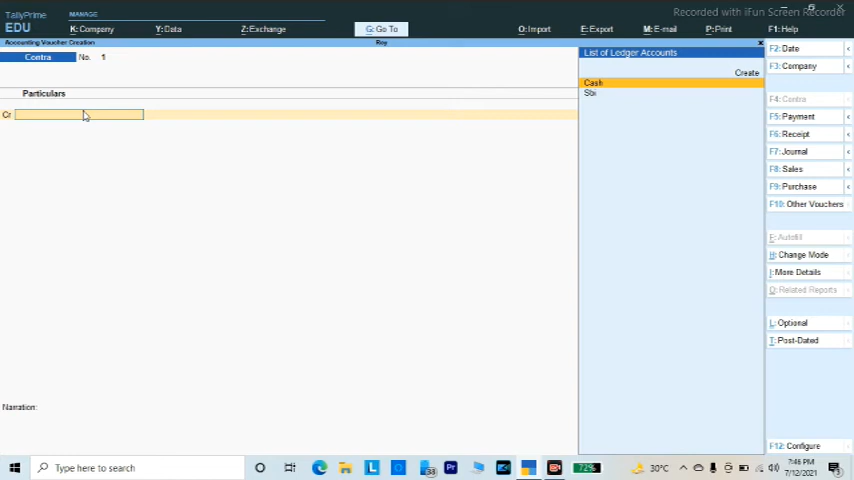 Recorded with iFun Screen Recorder
TallyPrime
EDU
MANAGE
K:Company
Y:Data
Z:Exchange
G:Go To
O:Import
E:Export
M:E-mail
P:Print
F1:Help
Accounting Voucher Creation
Roy
Contra
No. 1
Particulars
Cr
Narration:
List of Ledger Accounts
Create
Cash
Sbi
F2:Date
F3:Company
F4:Contra
F5:Payment
F6:Receipt
F7:Journal
F8:Sales
F9:Purchase
F10:Other Vouchers
E:Autofill
H:Change Mode
I:More Details
O:Related Reports
L:Optional
T:Post-Dated
F12:Configure
Type here to search
L
38
Pr
72%
30°C
7:46 PM
7/12/2021
3